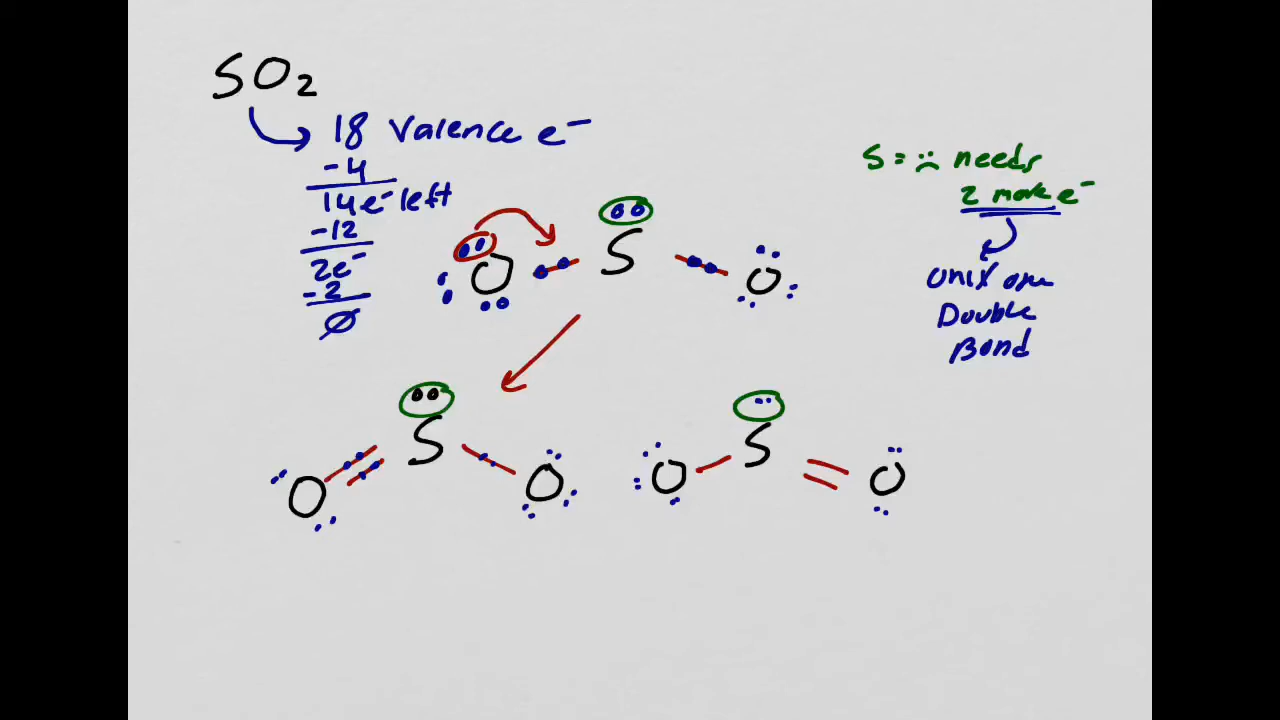 SO2
18 Valence e⁻
-4
14e⁻ left
-12
2e⁻
-2
∅
S = :( needs
2 more e⁻
only one
Double
Bond
O S O
O S O
O S O